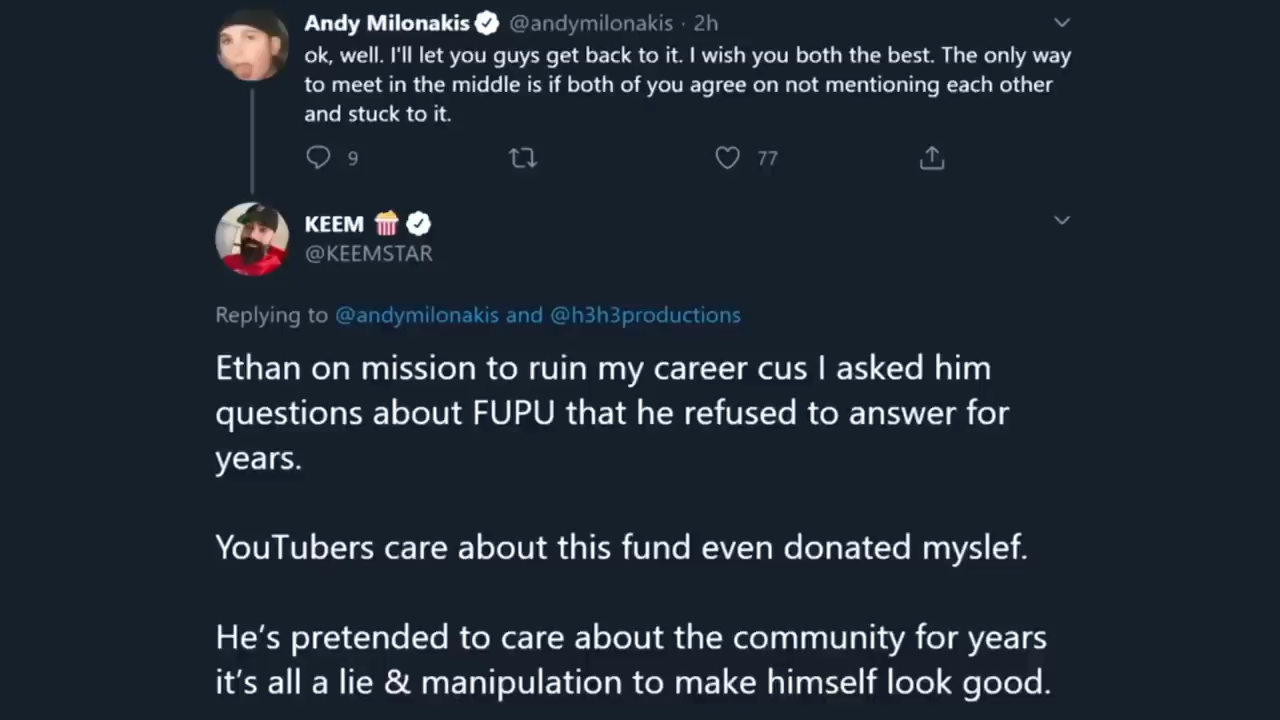 Andy Milonakis @andymilonakis · 2h
ok, well. I'll let you guys get back to it. I wish you both the best. The only way
to meet in the middle is if both of you agree on not mentioning each other
and stuck to it.
9 77
KEEM 🍿
@KEEMSTAR
Replying to @andymilonakis and @h3h3productions
Ethan on mission to ruin my career cus I asked him
questions about FUPU that he refused to answer for
years.
YouTubers care about this fund even donated myslef.
He’s pretended to care about the community for years
it’s all a lie & manipulation to make himself look good.